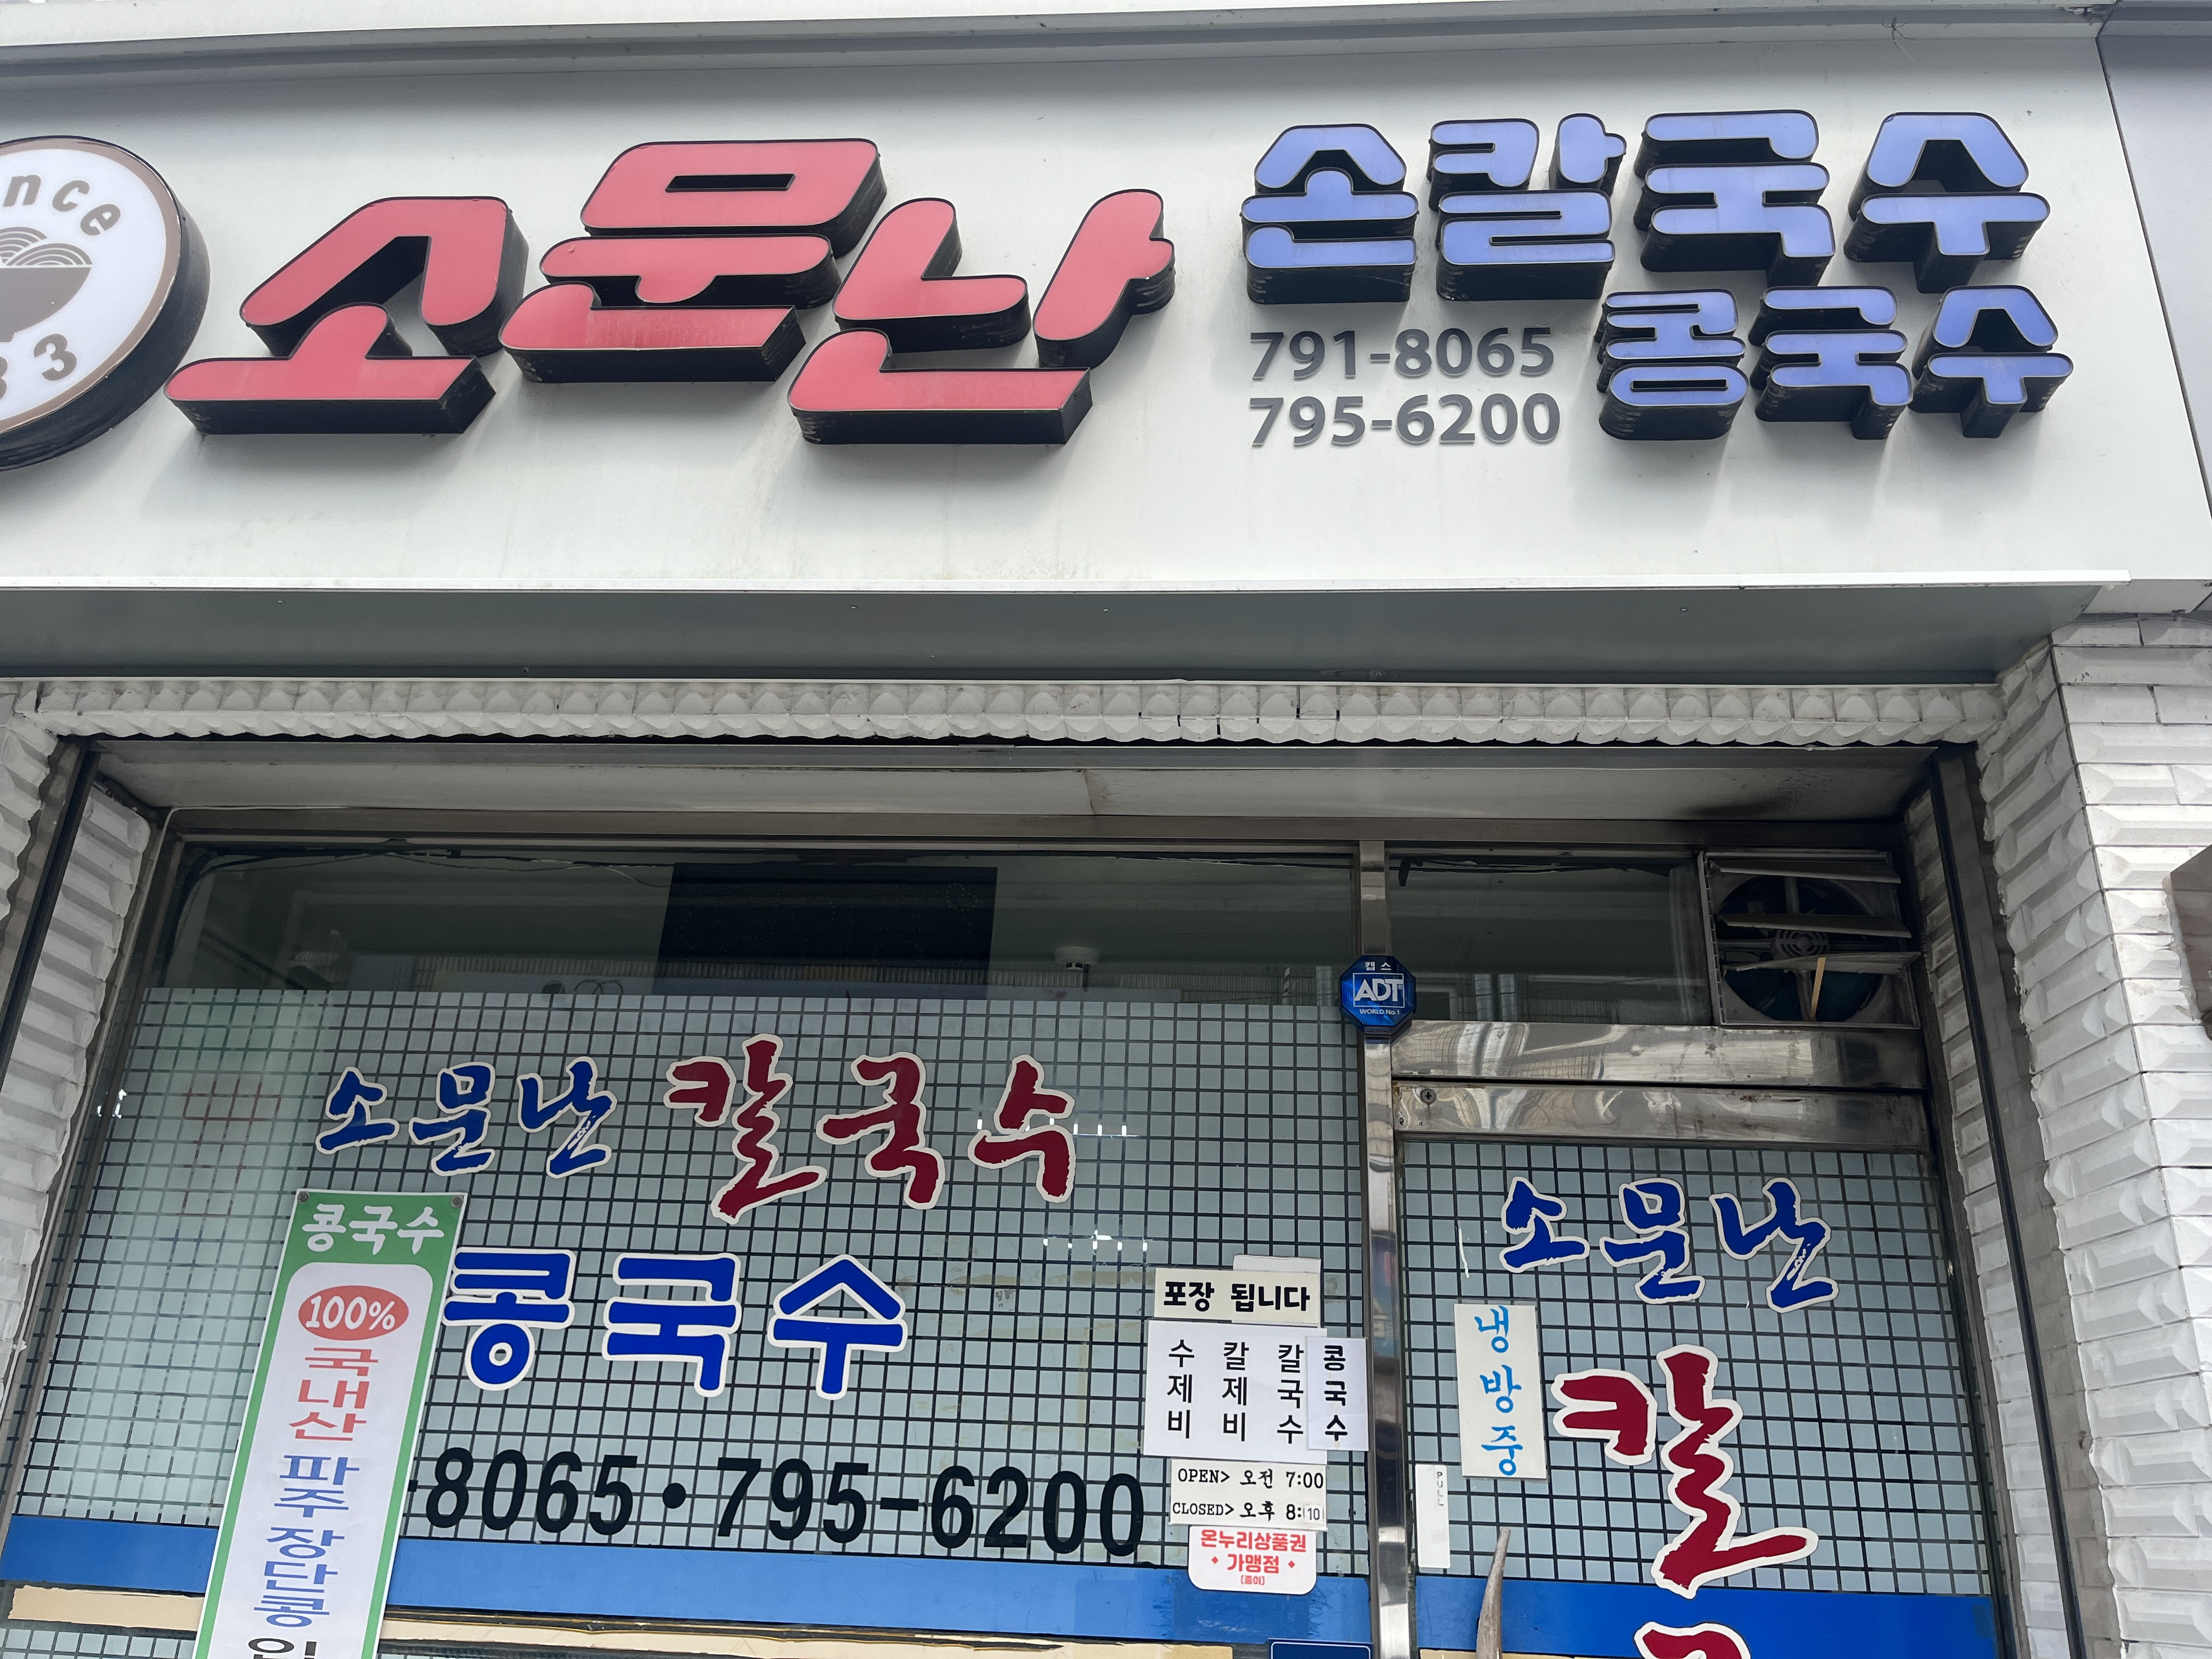 소문난
손칼국수
콩국수
791-8065
795-6200
캡스
ADT
WORLD No.1
소문난 칼국수
콩국수
-8065·795-6200
콩국수
100%
국내산
파주장단콩
포장 됩니다
수제비
칼제비
칼국수
콩국수
OPEN> 오전 7:00
CLOSED> 오후 8:10
온누리상품권
가맹점
소문난
냉방중
PULL
칼